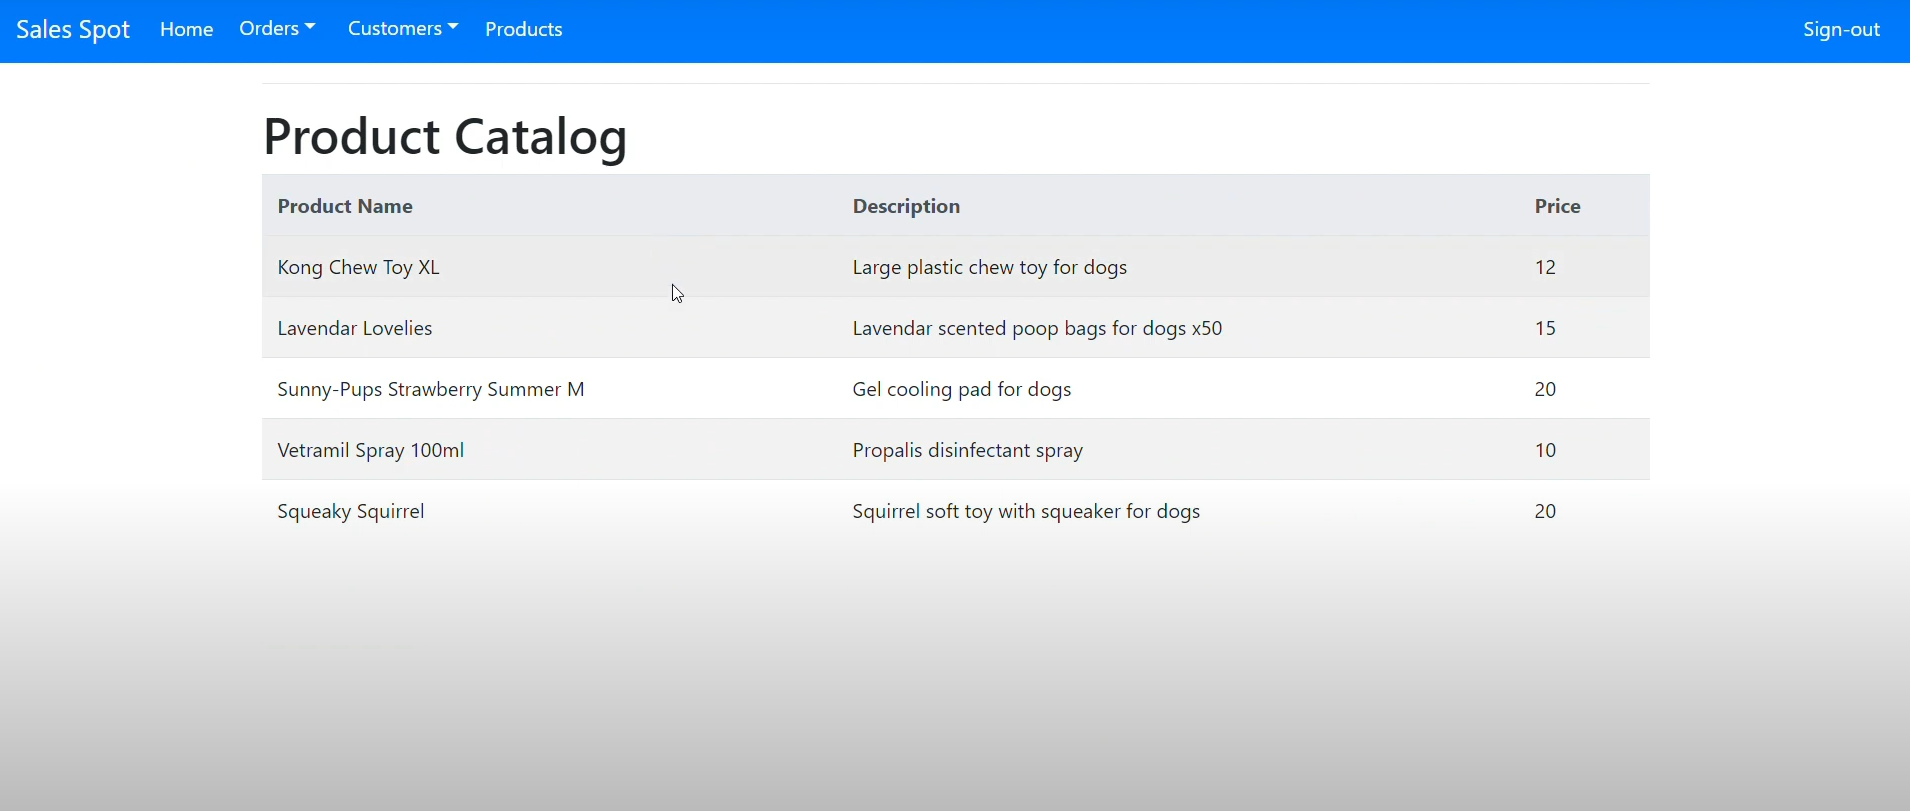 Sales Spot Home Orders Customers Products Sign-out
Product Catalog
Product Name Description Price
Kong Chew Toy XL Large plastic chew toy for dogs 12
Lavendar Lovelies Lavendar scented poop bags for dogs x50 15
Sunny-Pups Strawberry Summer M Gel cooling pad for dogs 20
Vetramil Spray 100ml Propalis disinfectant spray 10
Squeaky Squirrel Squirrel soft toy with squeaker for dogs 20